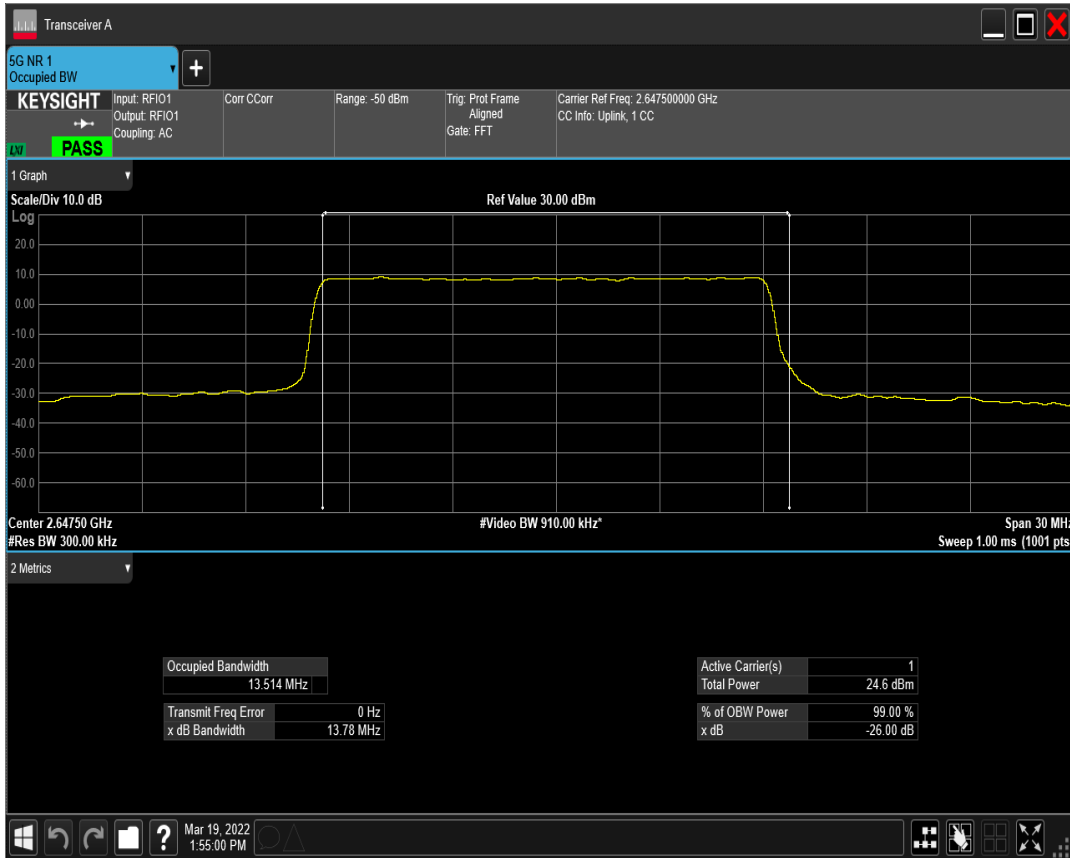 Transceiver A
5G NR 1
Occupied BW
+
KEYSIGHT
LXI
PASS
Input: RFIO1
Output: RFIO1
Coupling: AC
Corr CCorr
Range: -50 dBm
Trig: Prot Frame
Aligned
Gate: FFT
Carrier Ref Freq: 2.647500000 GHz
CC Info: Uplink, 1 CC
1 Graph
Scale/Div 10.0 dB
Ref Value 30.00 dBm
Log
20.0
10.0
0.00
-10.0
-20.0
-30.0
-40.0
-50.0
-60.0
Center 2.64750 GHz
#Video BW 910.00 kHz*
Span 30 MHz
#Res BW 300.00 kHz
Sweep 1.00 ms (1001 pts
2 Metrics
Occupied Bandwidth
13.514 MHz
Transmit Freq Error 0 Hz
x dB Bandwidth 13.78 MHz
Active Carrier(s) 1
Total Power 24.6 dBm
% of OBW Power 99.00 %
x dB -26.00 dB
?
Mar 19, 2022
1:55:00 PM